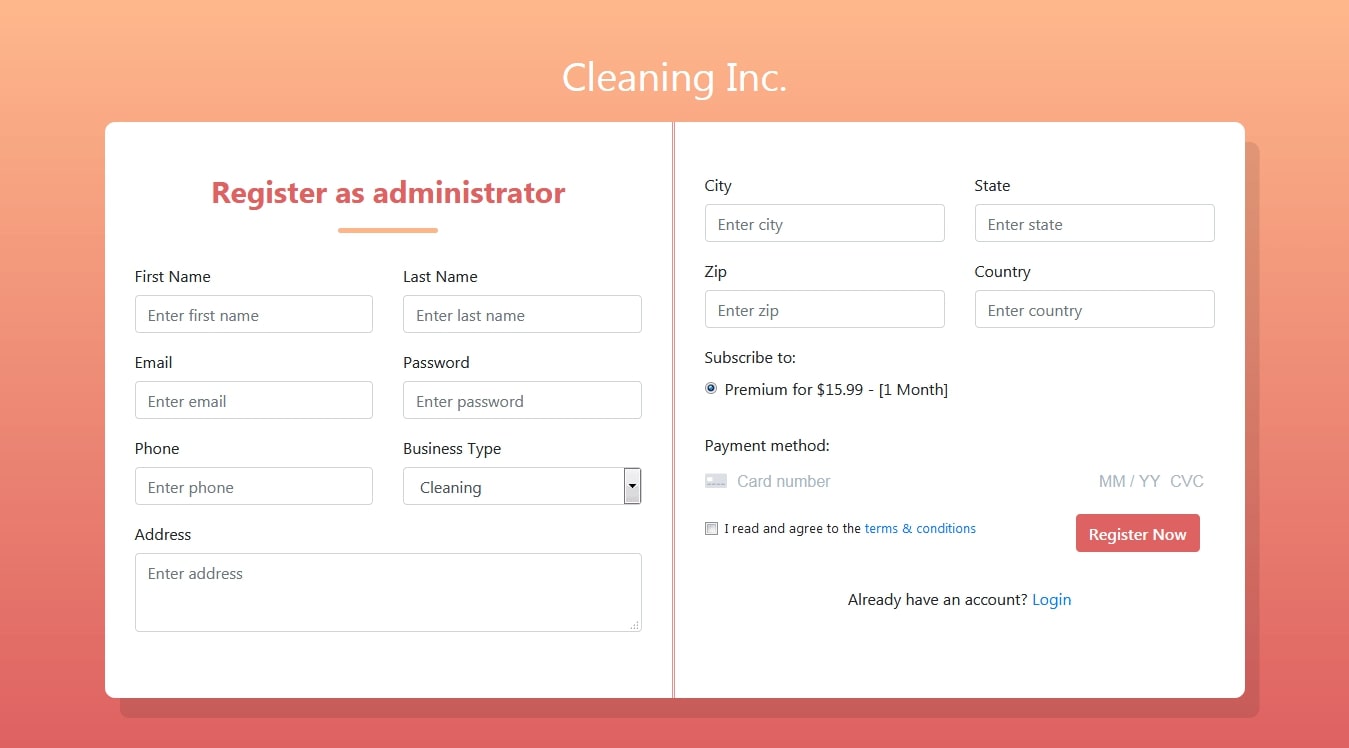 Cleaning Inc.
Register as administrator
First Name Last Name
Enter first name Enter last name
Email Password
Enter email Enter password
Phone Business Type
Enter phone Cleaning
Address
Enter address
City State
Enter city Enter state
Zip Country
Enter zip Enter country
Subscribe to:
Premium for $15.99 - [1 Month]
Payment method:
Card number MM / YY CVC
I read and agree to the terms & conditions
Register Now
Already have an account? Login